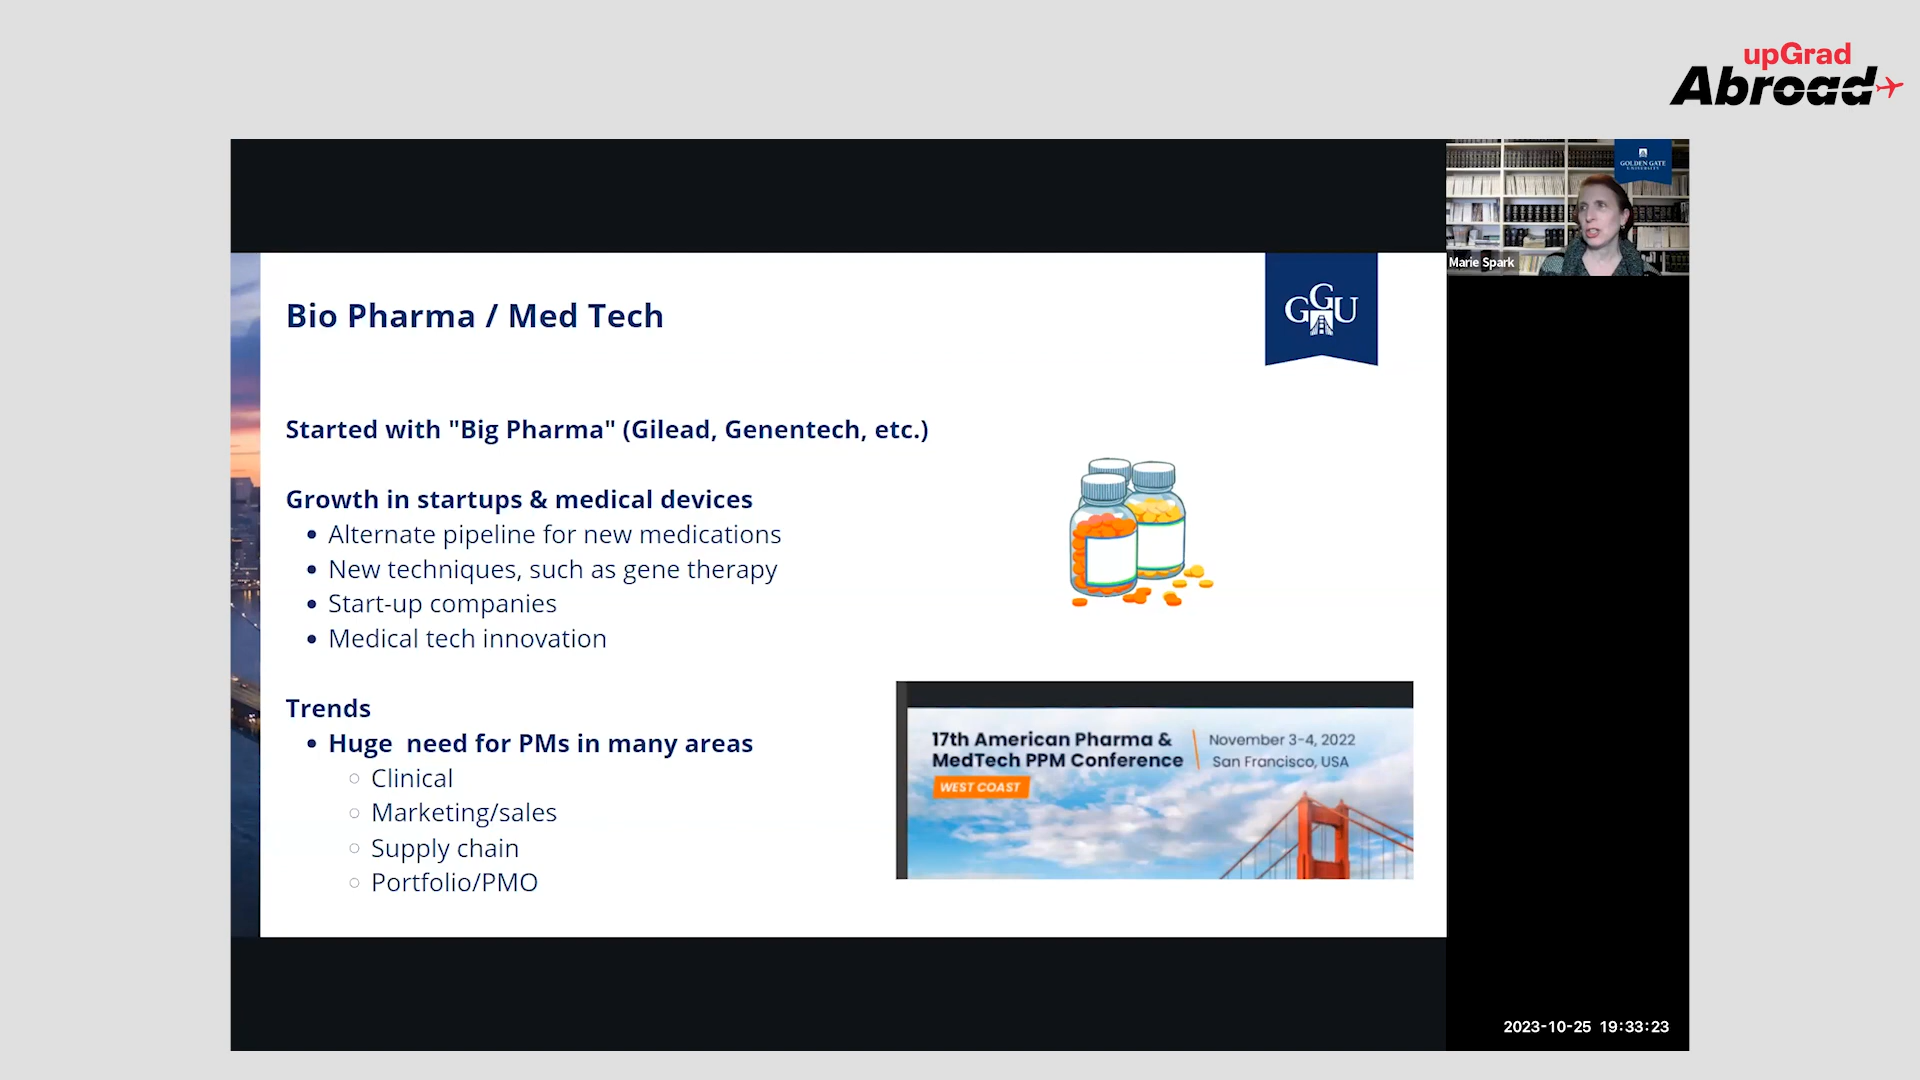 upGrad
Abroad
GOLDEN GATE
UNIVERSITY
Marie Spark
GGU
Bio Pharma / Med Tech
Started with "Big Pharma" (Gilead, Genentech, etc.)
Growth in startups & medical devices
• Alternate pipeline for new medications
• New techniques, such as gene therapy
• Start-up companies
• Medical tech innovation
Trends
• Huge need for PMs in many areas
○ Clinical
○ Marketing/sales
○ Supply chain
○ Portfolio/PMO
17th American Pharma &
MedTech PPM Conference
WEST COAST
November 3-4, 2022
San Francisco, USA
2023-10-25 19:33:23